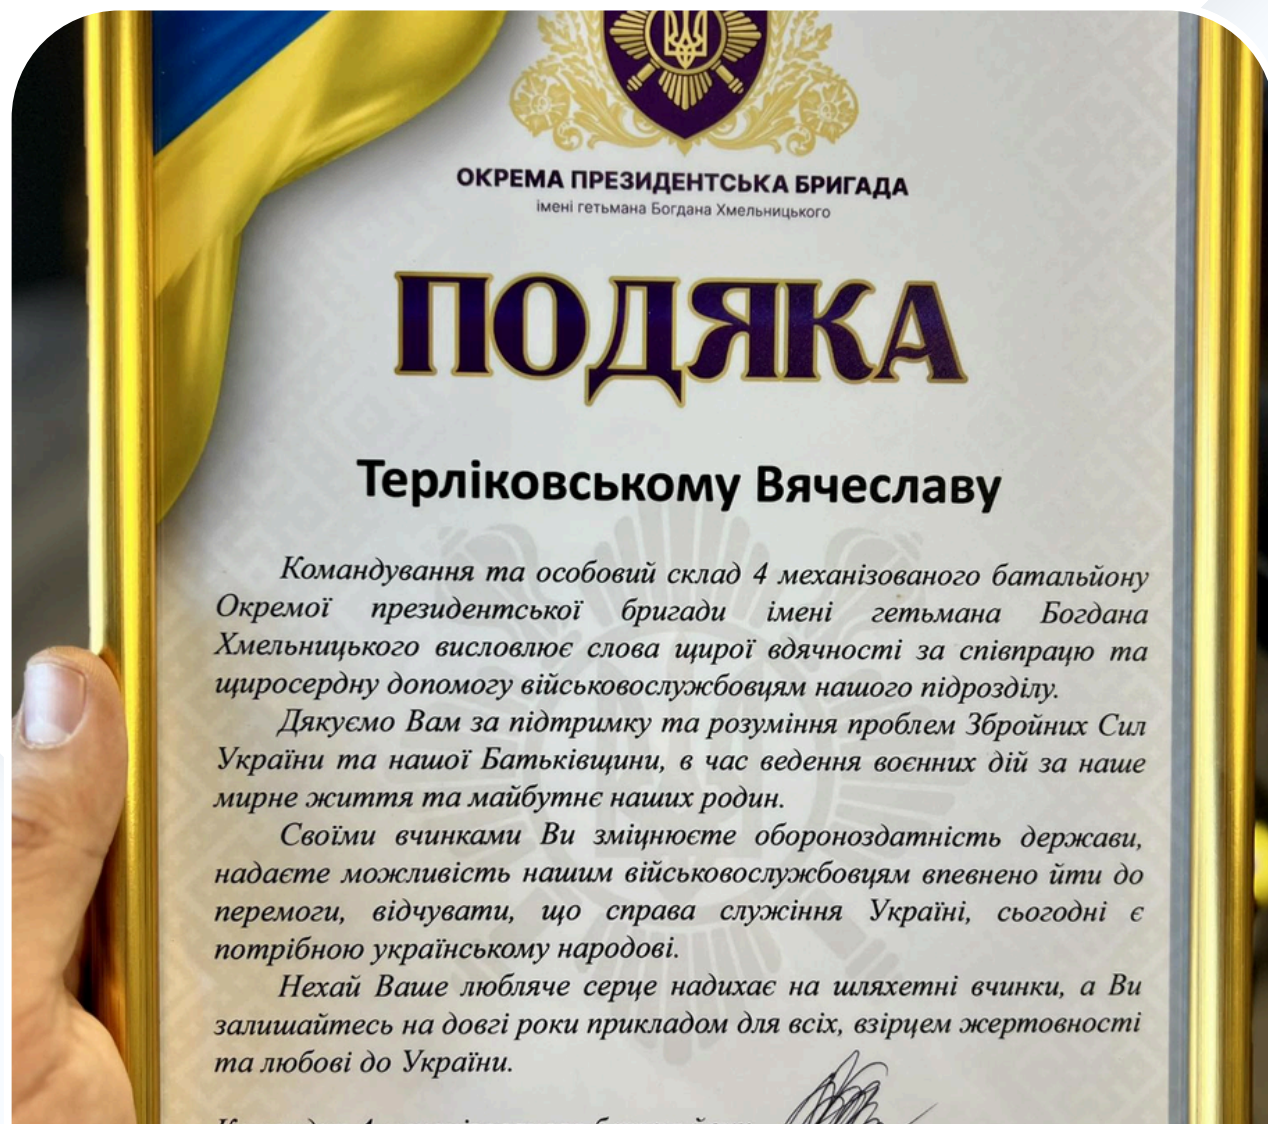 ОКРЕМА ПРЕЗИДЕНТСЬКА БРИГАДА
імені гетьмана Богдана Хмельницького
ПОДЯКА
Терліковському Вячеславу
Командування та особовий склад 4 механізованого батальйону
Окремої президентської бригади імені гетьмана Богдана
Хмельницького висловлює слова щирої вдячності за співпрацю та
щиросердну допомогу військовослужбовцям нашого підрозділу.
Дякуємо Вам за підтримку та розуміння проблем Збройних Сил
України та нашої Батьківщини, в час ведення воєнних дій за наше
мирне життя та майбутнє наших родин.
Своїми вчинками Ви зміцнюєте обороноздатність держави,
надаєте можливість нашим військовослужбовцям впевнено йти до
перемоги, відчувати, що справа служіння Україні, сьогодні є
потрібною українському народові.
Нехай Ваше любляче серце надихає на шляхетні вчинки, а Ви
залишайтесь на довгі роки прикладом для всіх, взірцем жертовності
та любові до України.